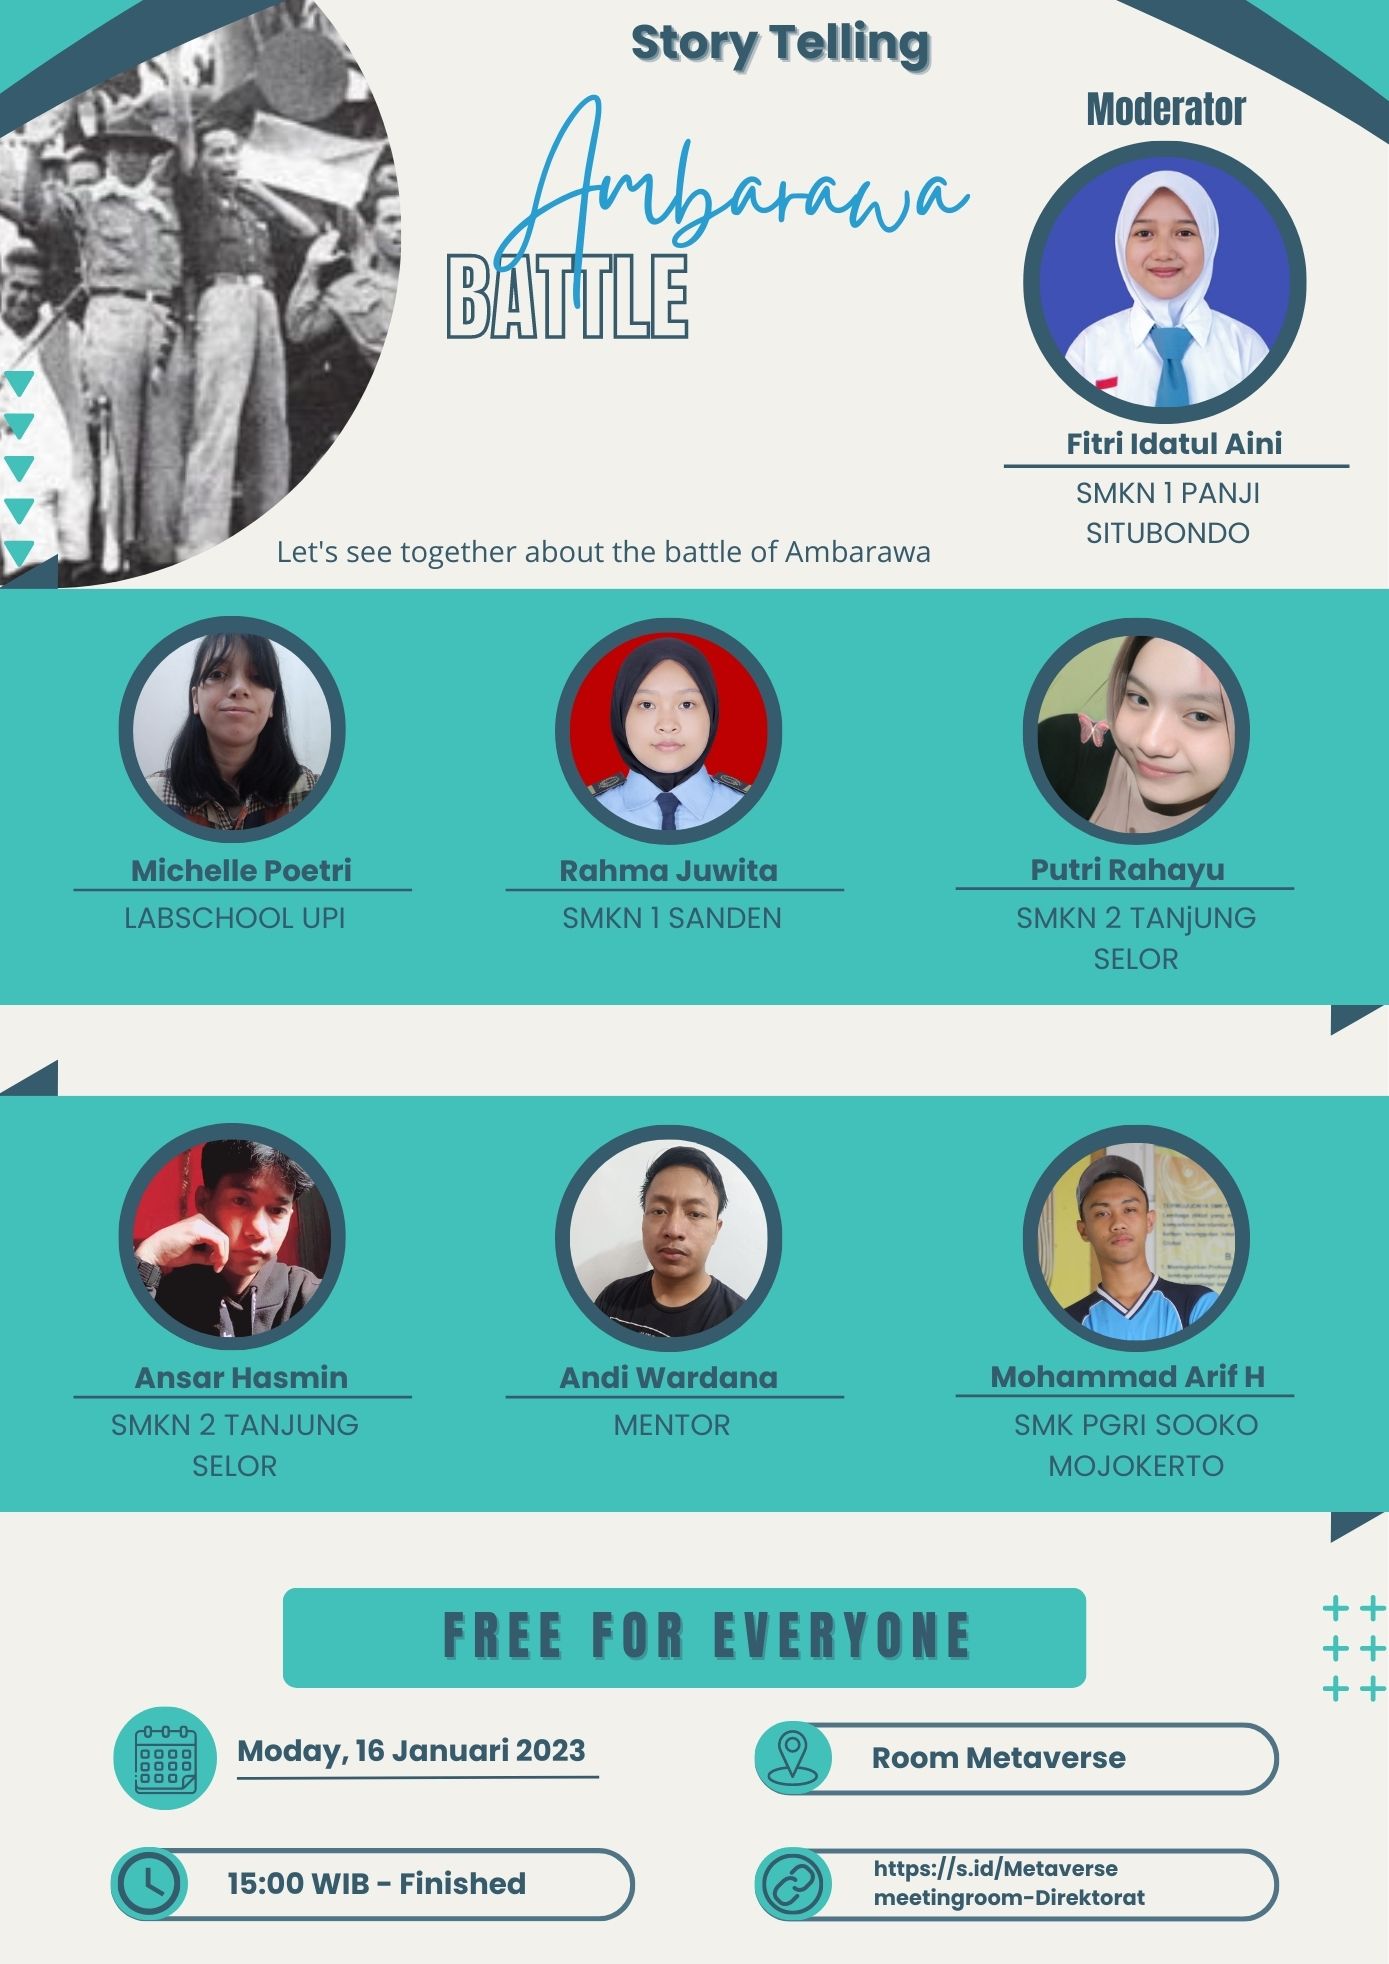 Story Telling
Ambarawa
BATTLE
Moderator
Fitri Idatul Aini
SMKN 1 PANJI
SITUBONDO
Let's see together about the battle of Ambarawa
Michelle Poetri
LABSCHOOL UPI
Rahma Juwita
SMKN 1 SANDEN
Putri Rahayu
SMKN 2 TANjUNG
SELOR
Ansar Hasmin
SMKN 2 TANJUNG
SELOR
Andi Wardana
MENTOR
Mohammad Arif H
SMK PGRI SOOKO
MOJOKERTO
FREE FOR EVERYONE
Moday, 16 Januari 2023
Room Metaverse
15:00 WIB - Finished
https://s.id/Metaverse
meetingroom-Direktorat